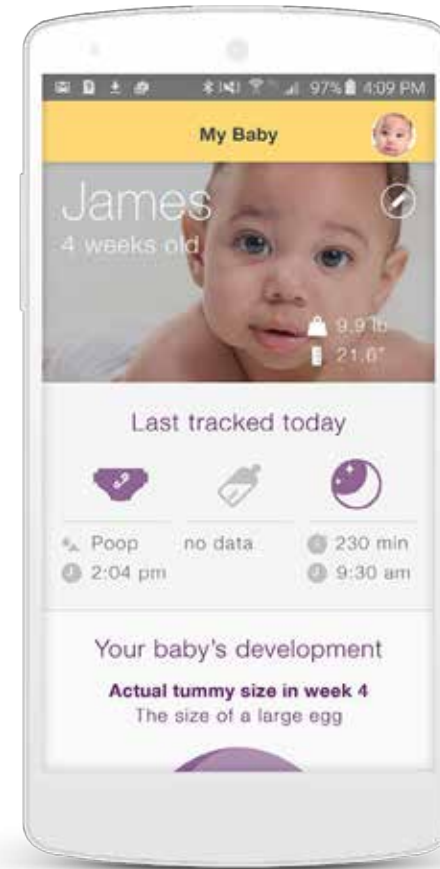 97% 4:09 PM
My Baby
James
4 weeks old
9.9 lb
21.6"
Last tracked today
Poop no data 230 min
2:04 pm 9:30 am
Your baby's development
Actual tummy size in week 4
The size of a large egg